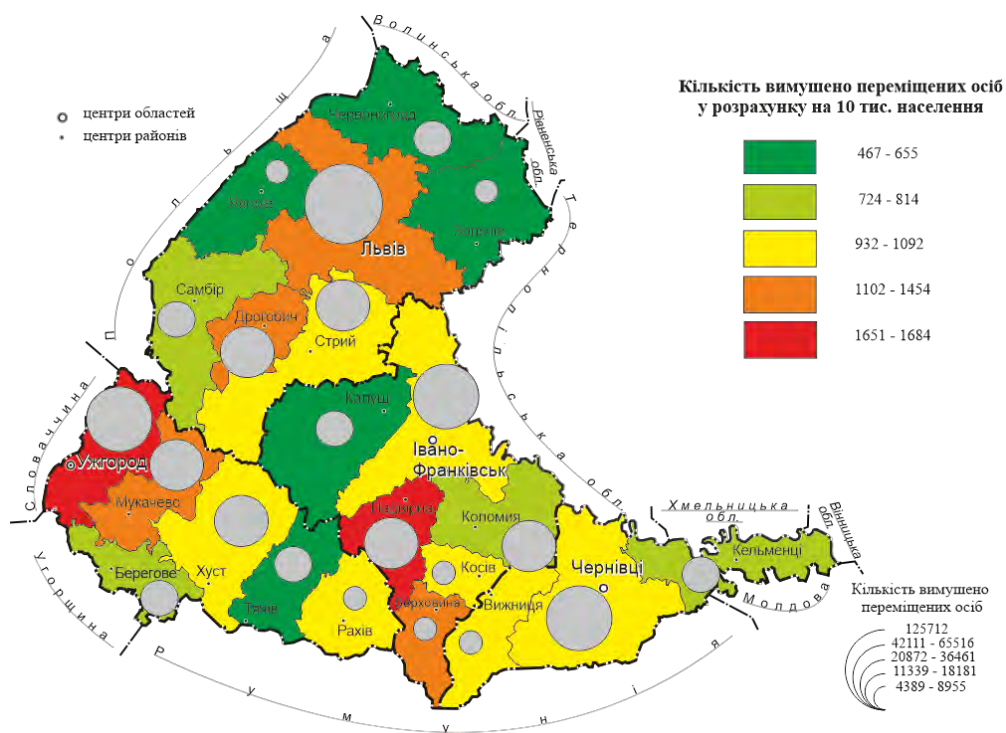 центри областей
центри районів
Кількість вимушено переміщених осіб
у розрахунку на 10 тис. населення
467 - 655
724 - 814
932 - 1092
1102 - 1454
1651 - 1684
Волинська обл.
Рівненська
обл.
Тернопільська обл.
Хмельницька
обл.
Вінницька
обл.
Молдова
Румунія
Угорщина
Словаччина
Польща
Червоноград
Яворів
Золочів
Львів
Самбір
Дрогобич
Стрий
Калуш
Ужгород
Івано-
Франківськ
Мукачево
Надвірна
Коломия
Кельменці
Берегове
Хуст
Косів
Чернівці
Тячів
Верховина
Вижниця
Рахів
Кількість вимушено
переміщених осіб
125712
42111 - 65516
20872 - 36461
11339 - 18181
4389 - 8955